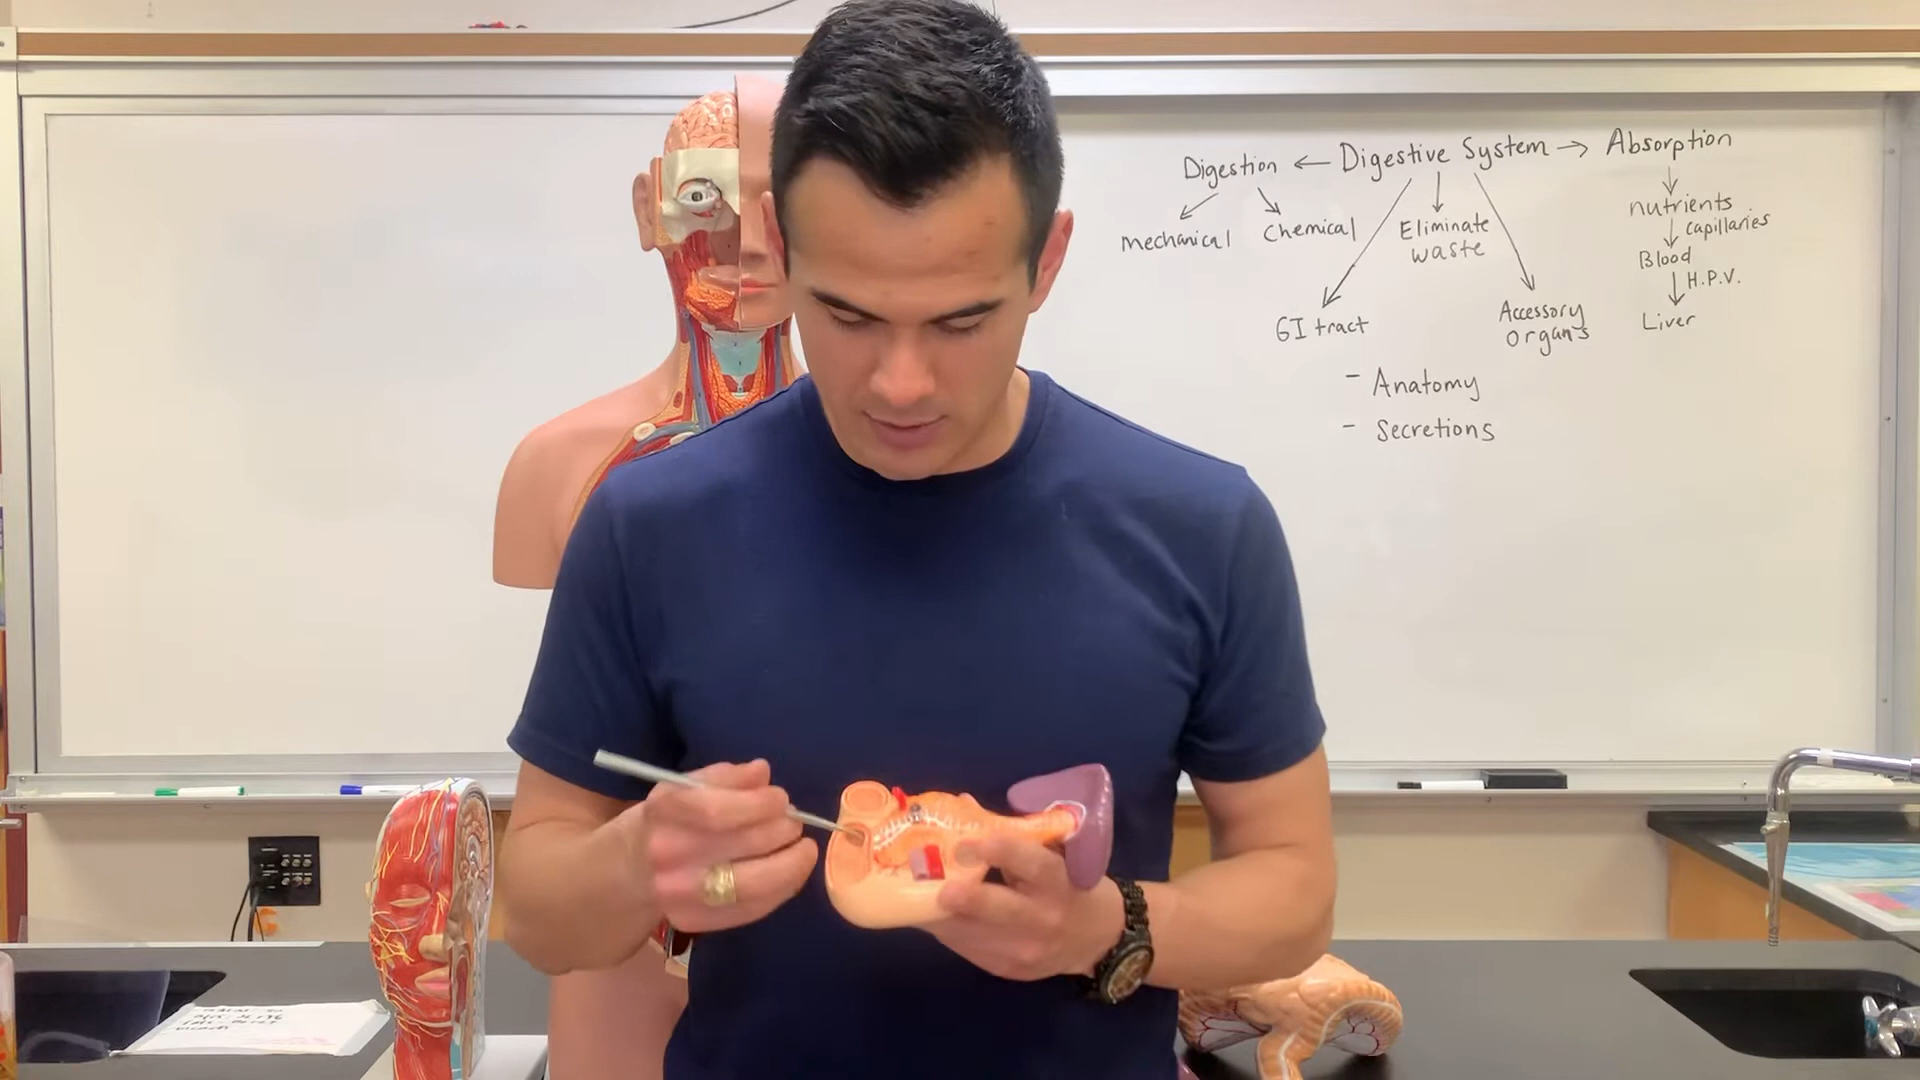 Digestion ← Digestive System → Absorption
Mechanical
Chemical
Eliminate
waste
nutrients
capillaries
Blood
H.P.V.
Liver
GI tract
Accessory
Organs
- Anatomy
- Secretions